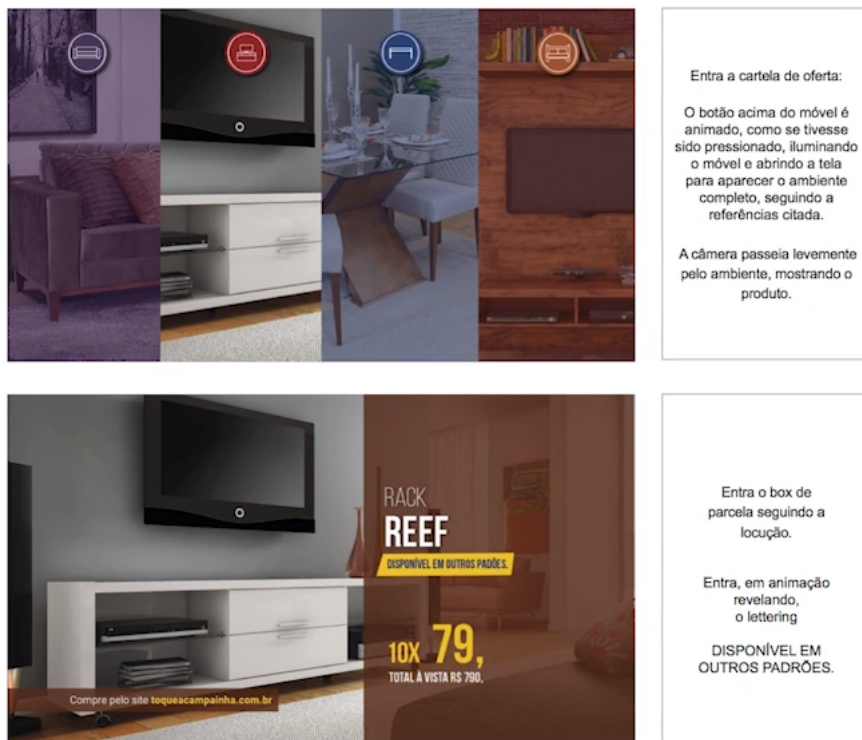 Entra a cartela de oferta:
O botão acima do móvel é
animado, como se tivesse
sido pressionado, iluminando
o móvel e abrindo a tela
para aparecer o ambiente
completo, seguindo a
referências citada.
A câmera passeia levemente
pelo ambiente, mostrando o
produto.
RACK
REEF
DISPONÍVEL EM OUTROS PADÕES.
10X 79,
TOTAL À VISTA R$ 790,
Compre pelo site toqueacampainha.com.br
Entra o box de
parcela seguindo a
locução.
Entra, em animação
revelando,
o lettering
DISPONÍVEL EM
OUTROS PADRÕES.